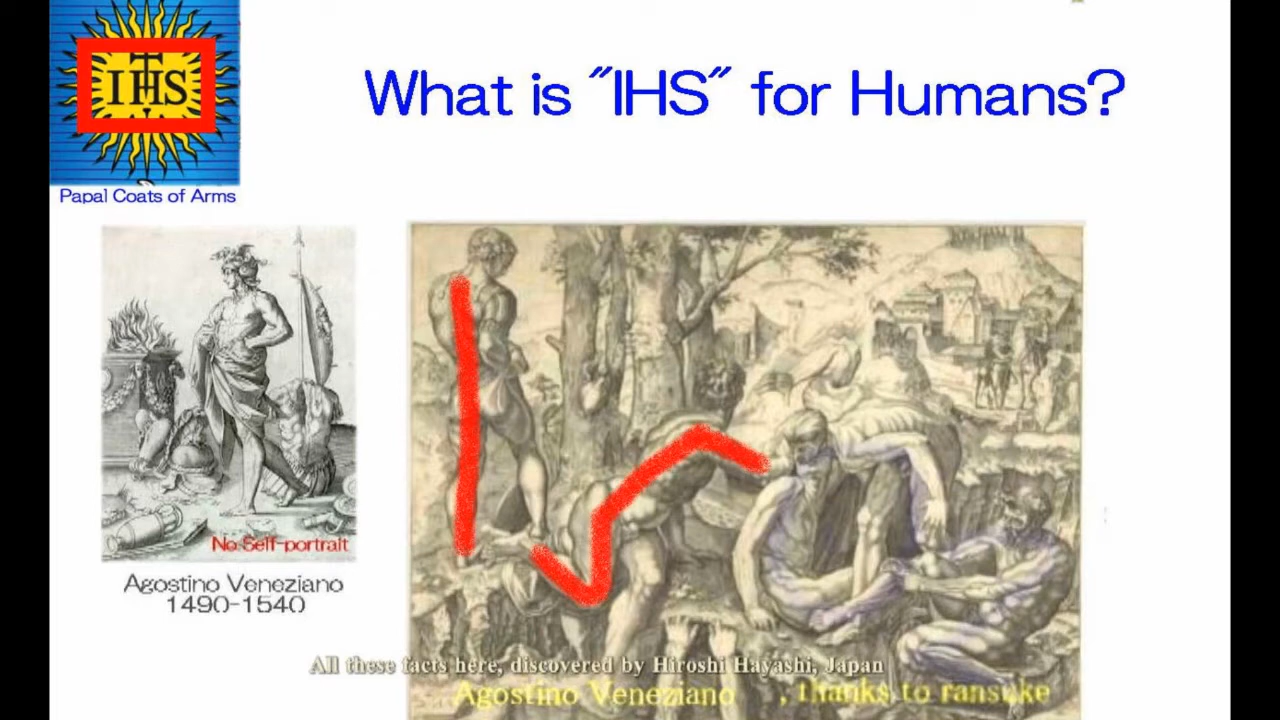 IHS
What is "IHS" for Humans?
Papal Coats of Arms
No Self-portrait
Agostino Veneziano
1490-1540
All these facts here, discovered by Hiroshi Hayashi, Japan
Agostino Veneziano , thanks to ransuke